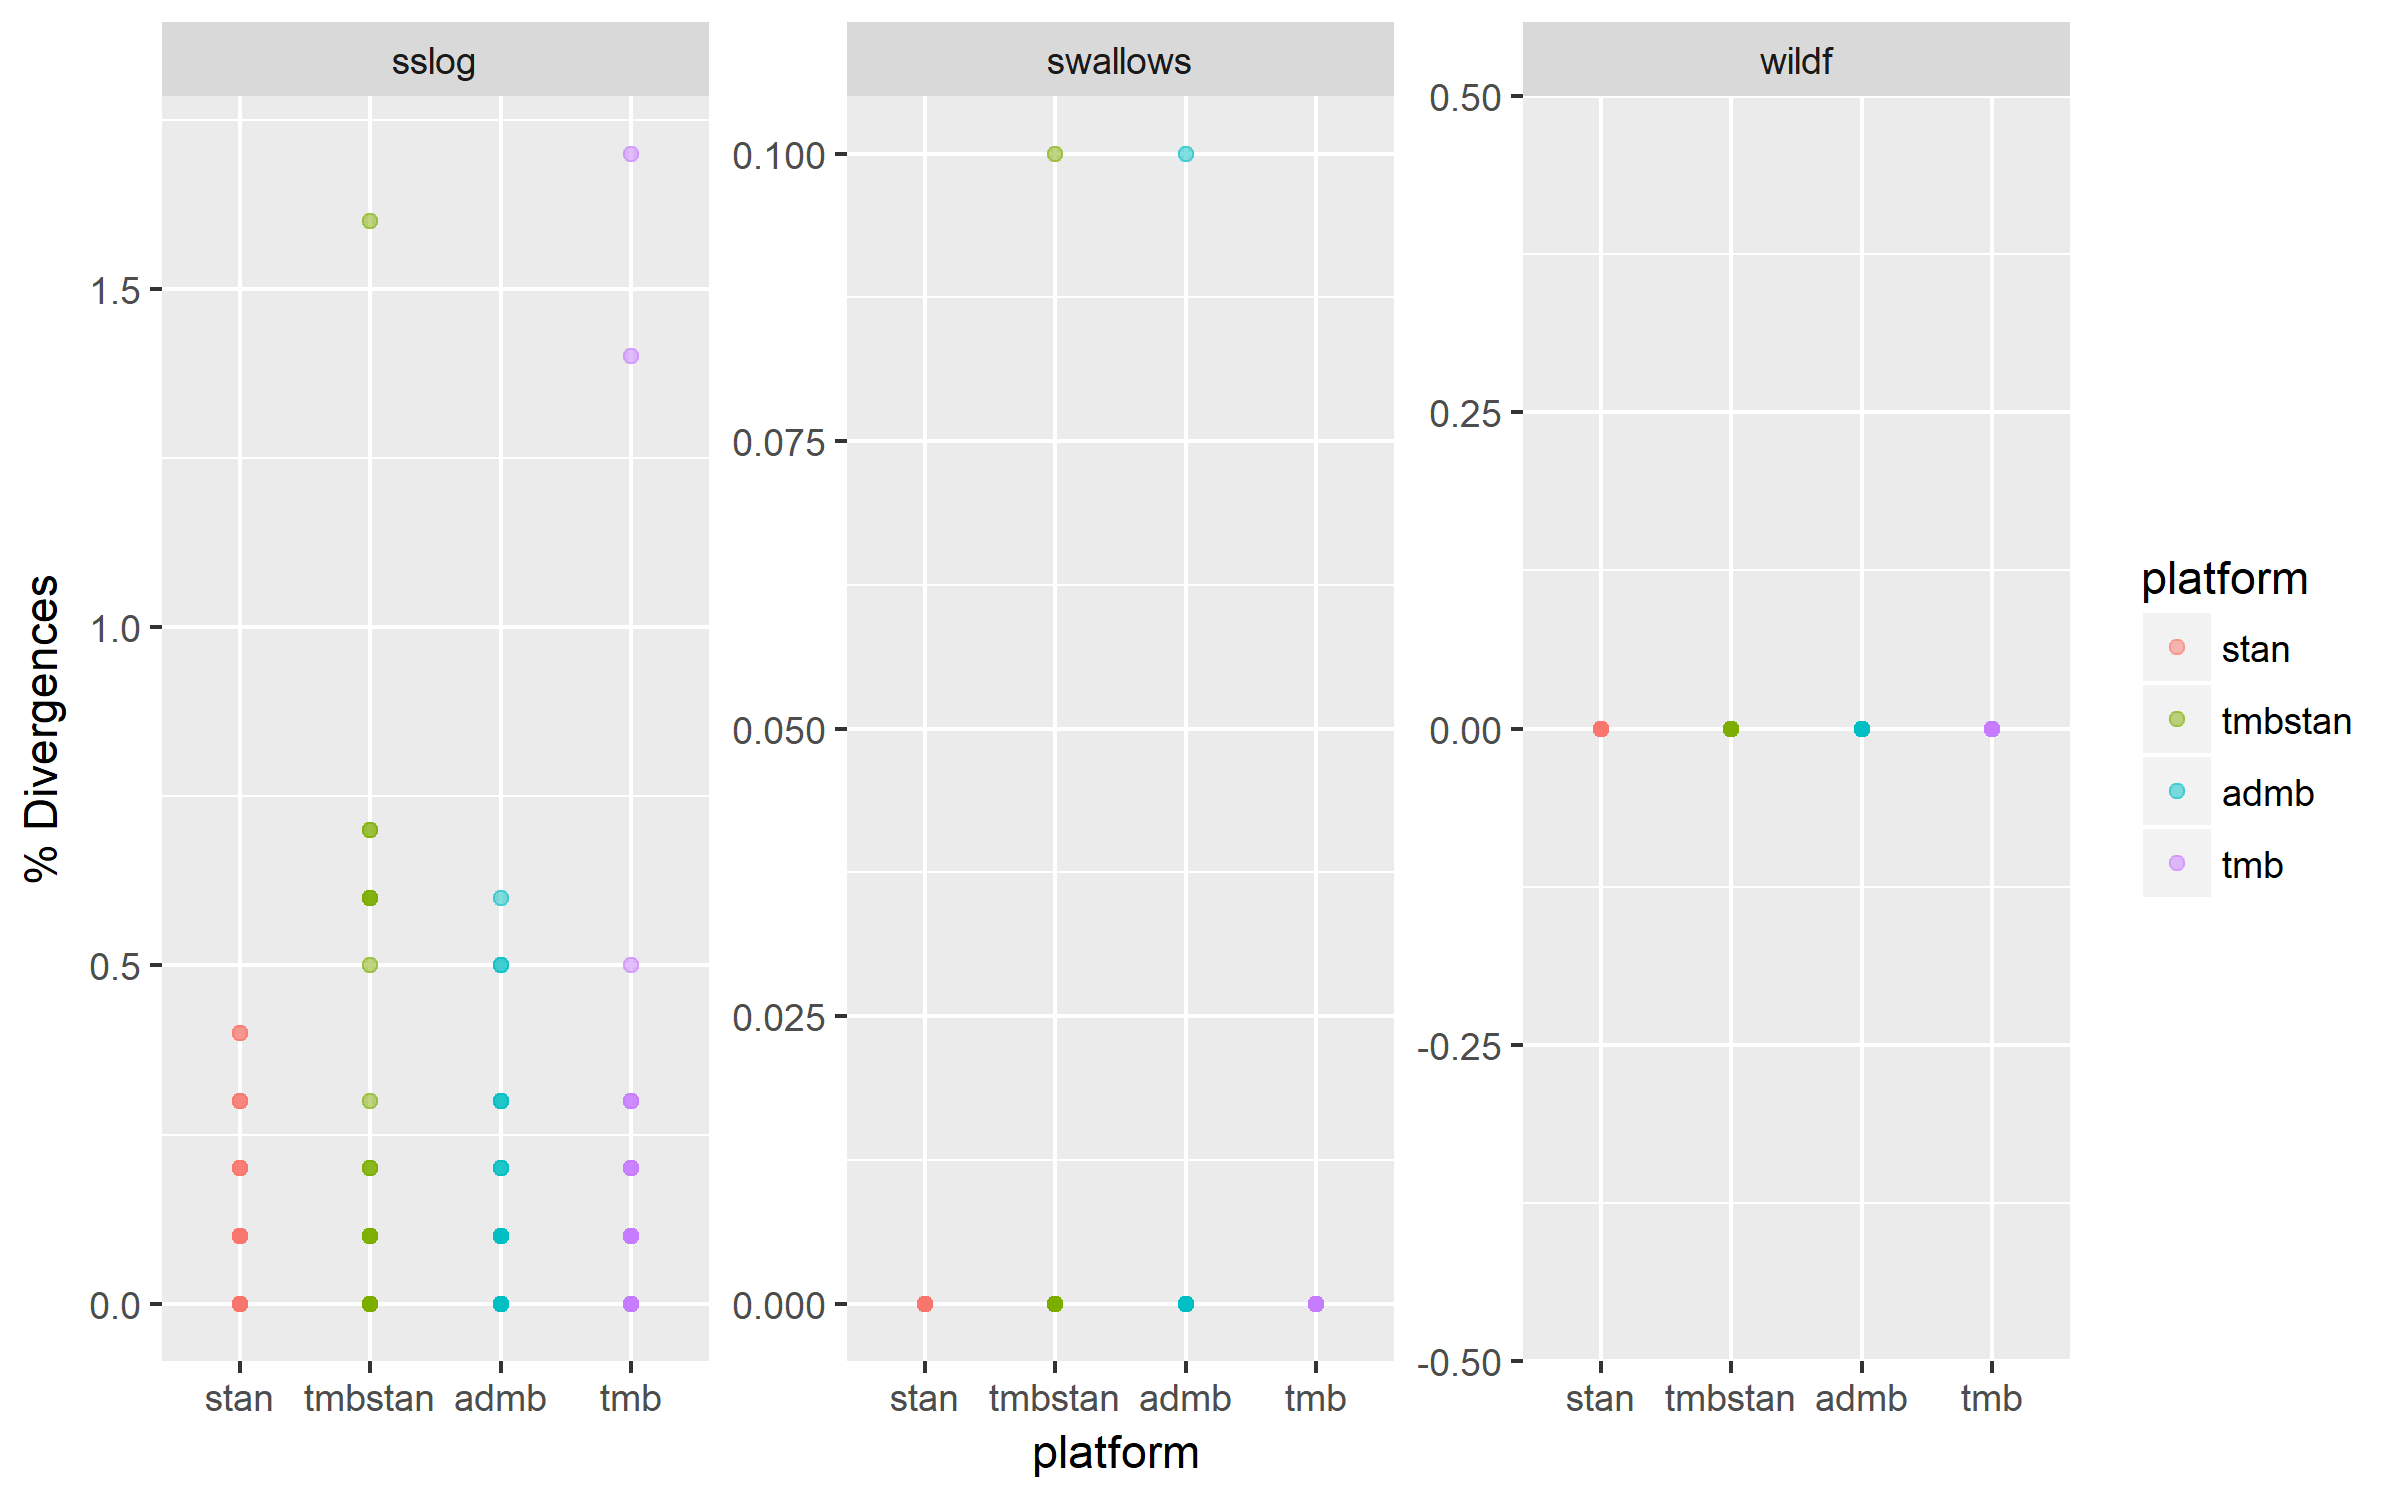 sslog
swallows
wildf
% Divergences
1.5
1.0
0.5
0.0
0.100
0.075
0.050
0.025
0.000
0.50
0.25
0.00
-0.25
-0.50
stan tmbstan admb tmb
stan tmbstan admb tmb
stan tmbstan admb tmb
platform
platform
stan
tmbstan
admb
tmb